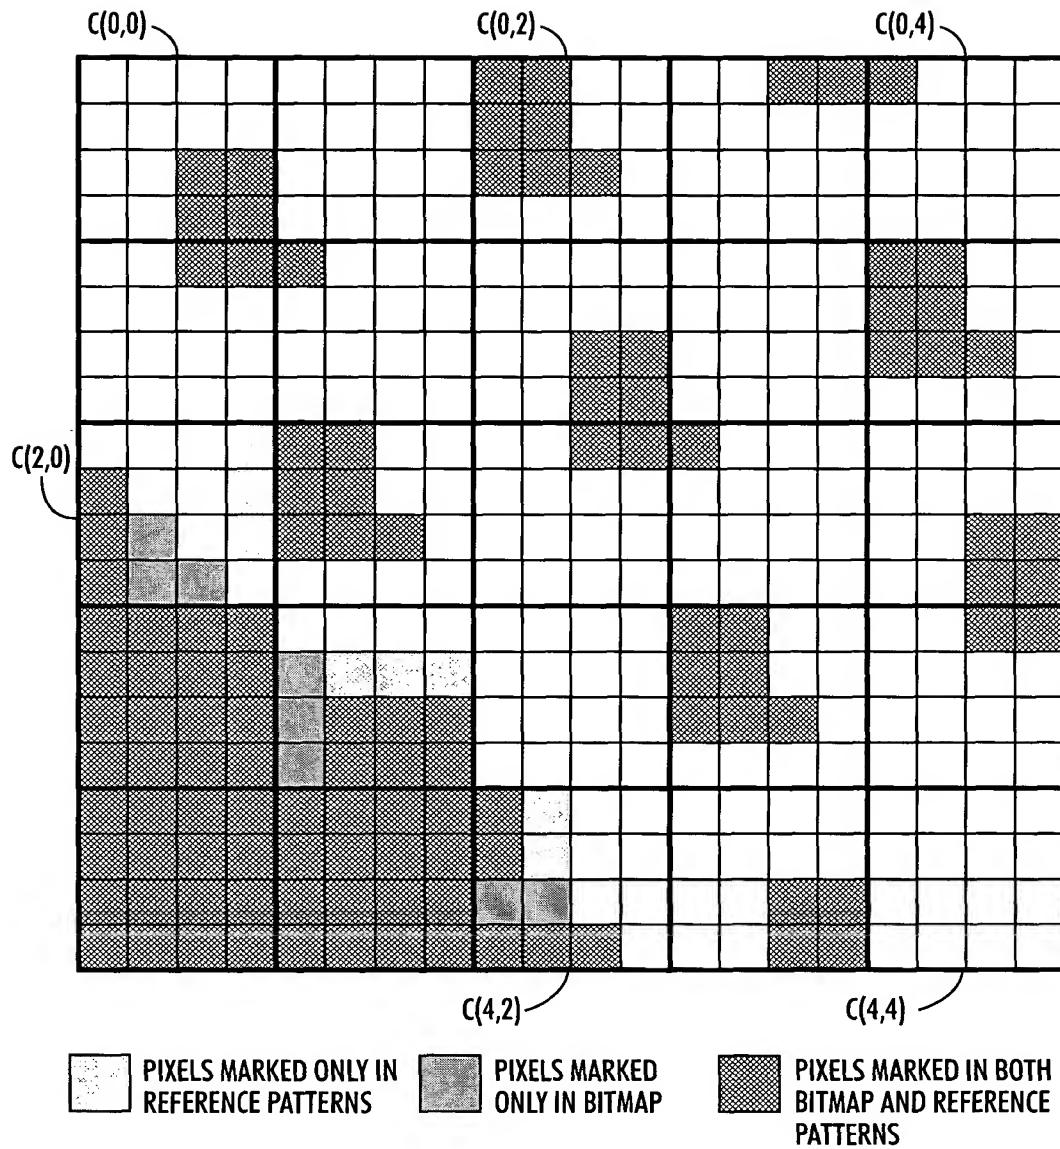 C(0,0)
C(0,2)
C(0,4)
C(2,0)
C(4,2)
C(4,4)
PIXELS MARKED ONLY IN
REFERENCE PATTERNS
PIXELS MARKED
ONLY IN BITMAP
PIXELS MARKED IN BOTH
BITMAP AND REFERENCE
PATTERNS